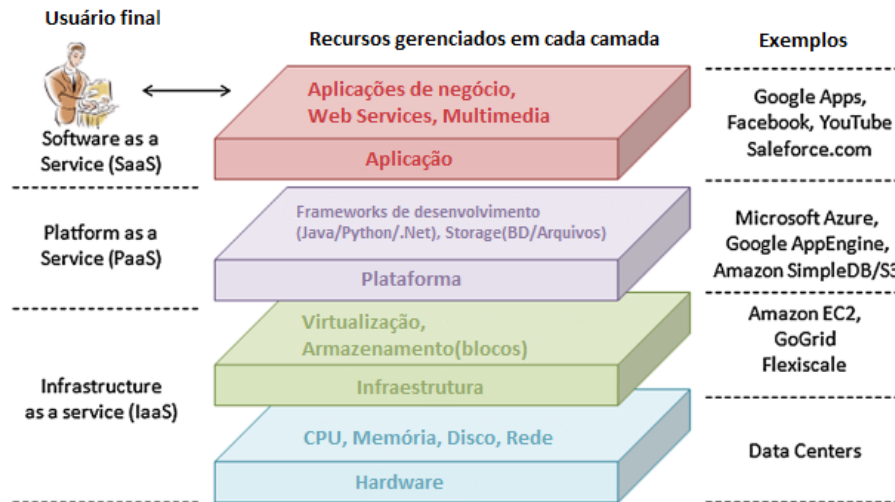 Usuário final
Recursos gerenciados em cada camada
Exemplos
Software as a
Service (SaaS)
Aplicações de negócio,
Web Services, Multimedia
Aplicação
Google Apps,
Facebook, YouTube
Saleforce.com
Platform as a
Service (PaaS)
Frameworks de desenvolvimento
(Java/Python/.Net), Storage(BD/Arquivos)
Plataforma
Microsoft Azure,
Google AppEngine,
Amazon SimpleDB/S3
Infrastructure
as a service (IaaS)
Virtualização,
Armazenamento(blocos)
Infraestrutura
Amazon EC2,
GoGrid
Flexiscale
CPU, Memória, Disco, Rede
Hardware
Data Centers